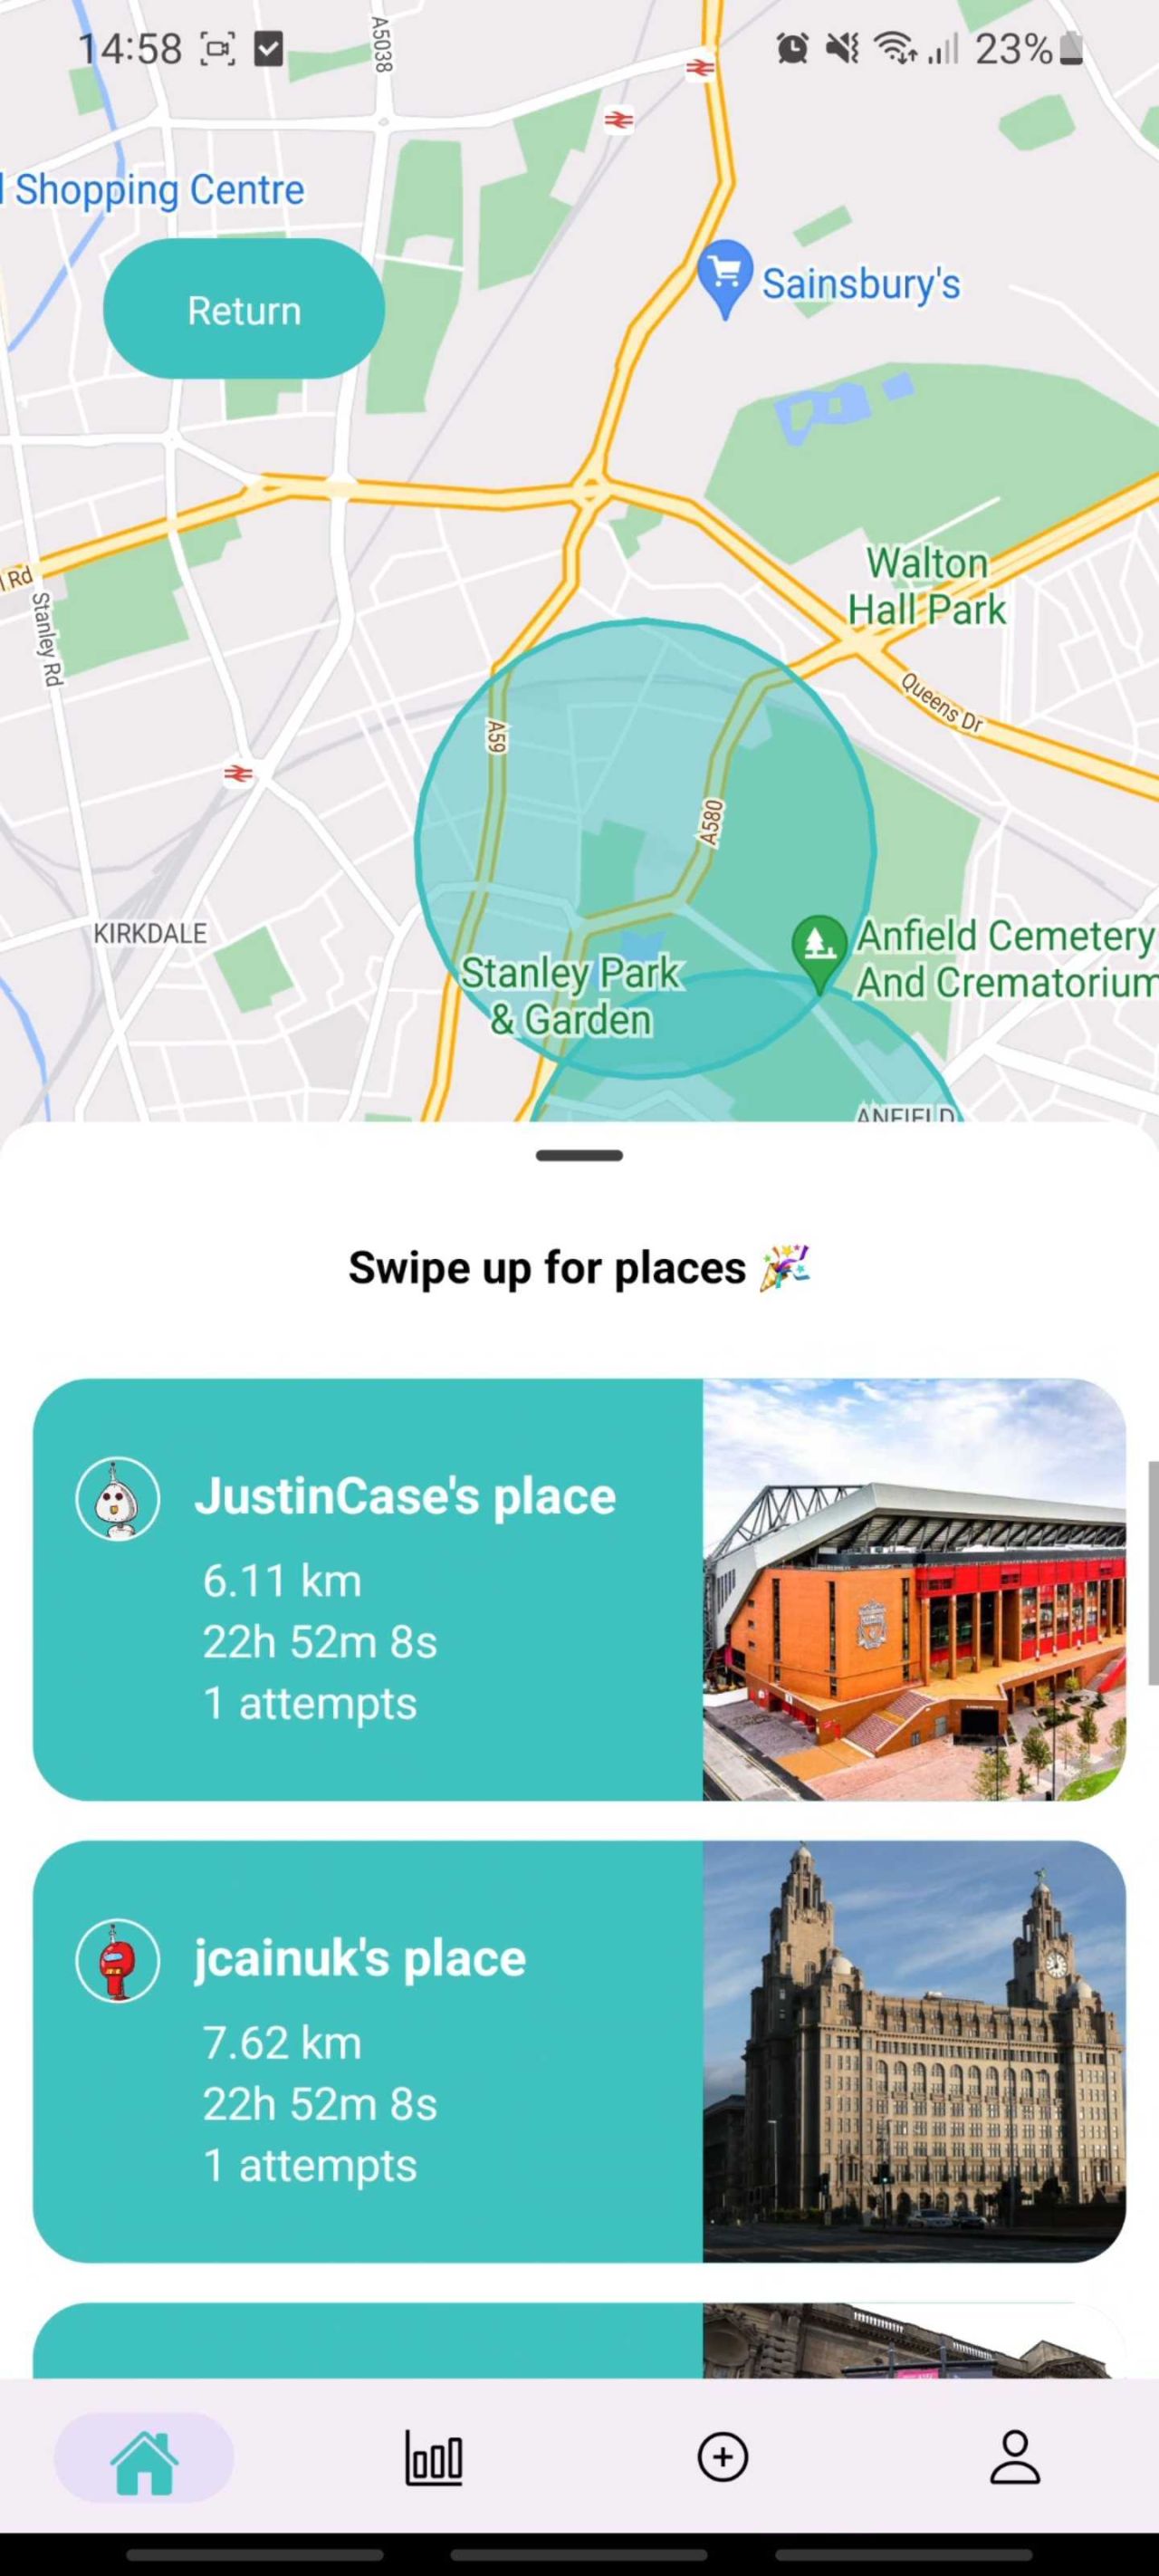 14:58
23%
A5038
l Shopping Centre
Return
Sainsbury's
Walton
Hall Park
l Rd
Stanley Rd
Queens Dr
A59
A580
KIRKDALE
Anfield Cemetery
And Crematorium
Stanley Park
& Garden
ANFIELD
Swipe up for places 🎉
JustinCase's place
6.11 km
22h 52m 8s
1 attempts
jcainuk's place
7.62 km
22h 52m 8s
1 attempts